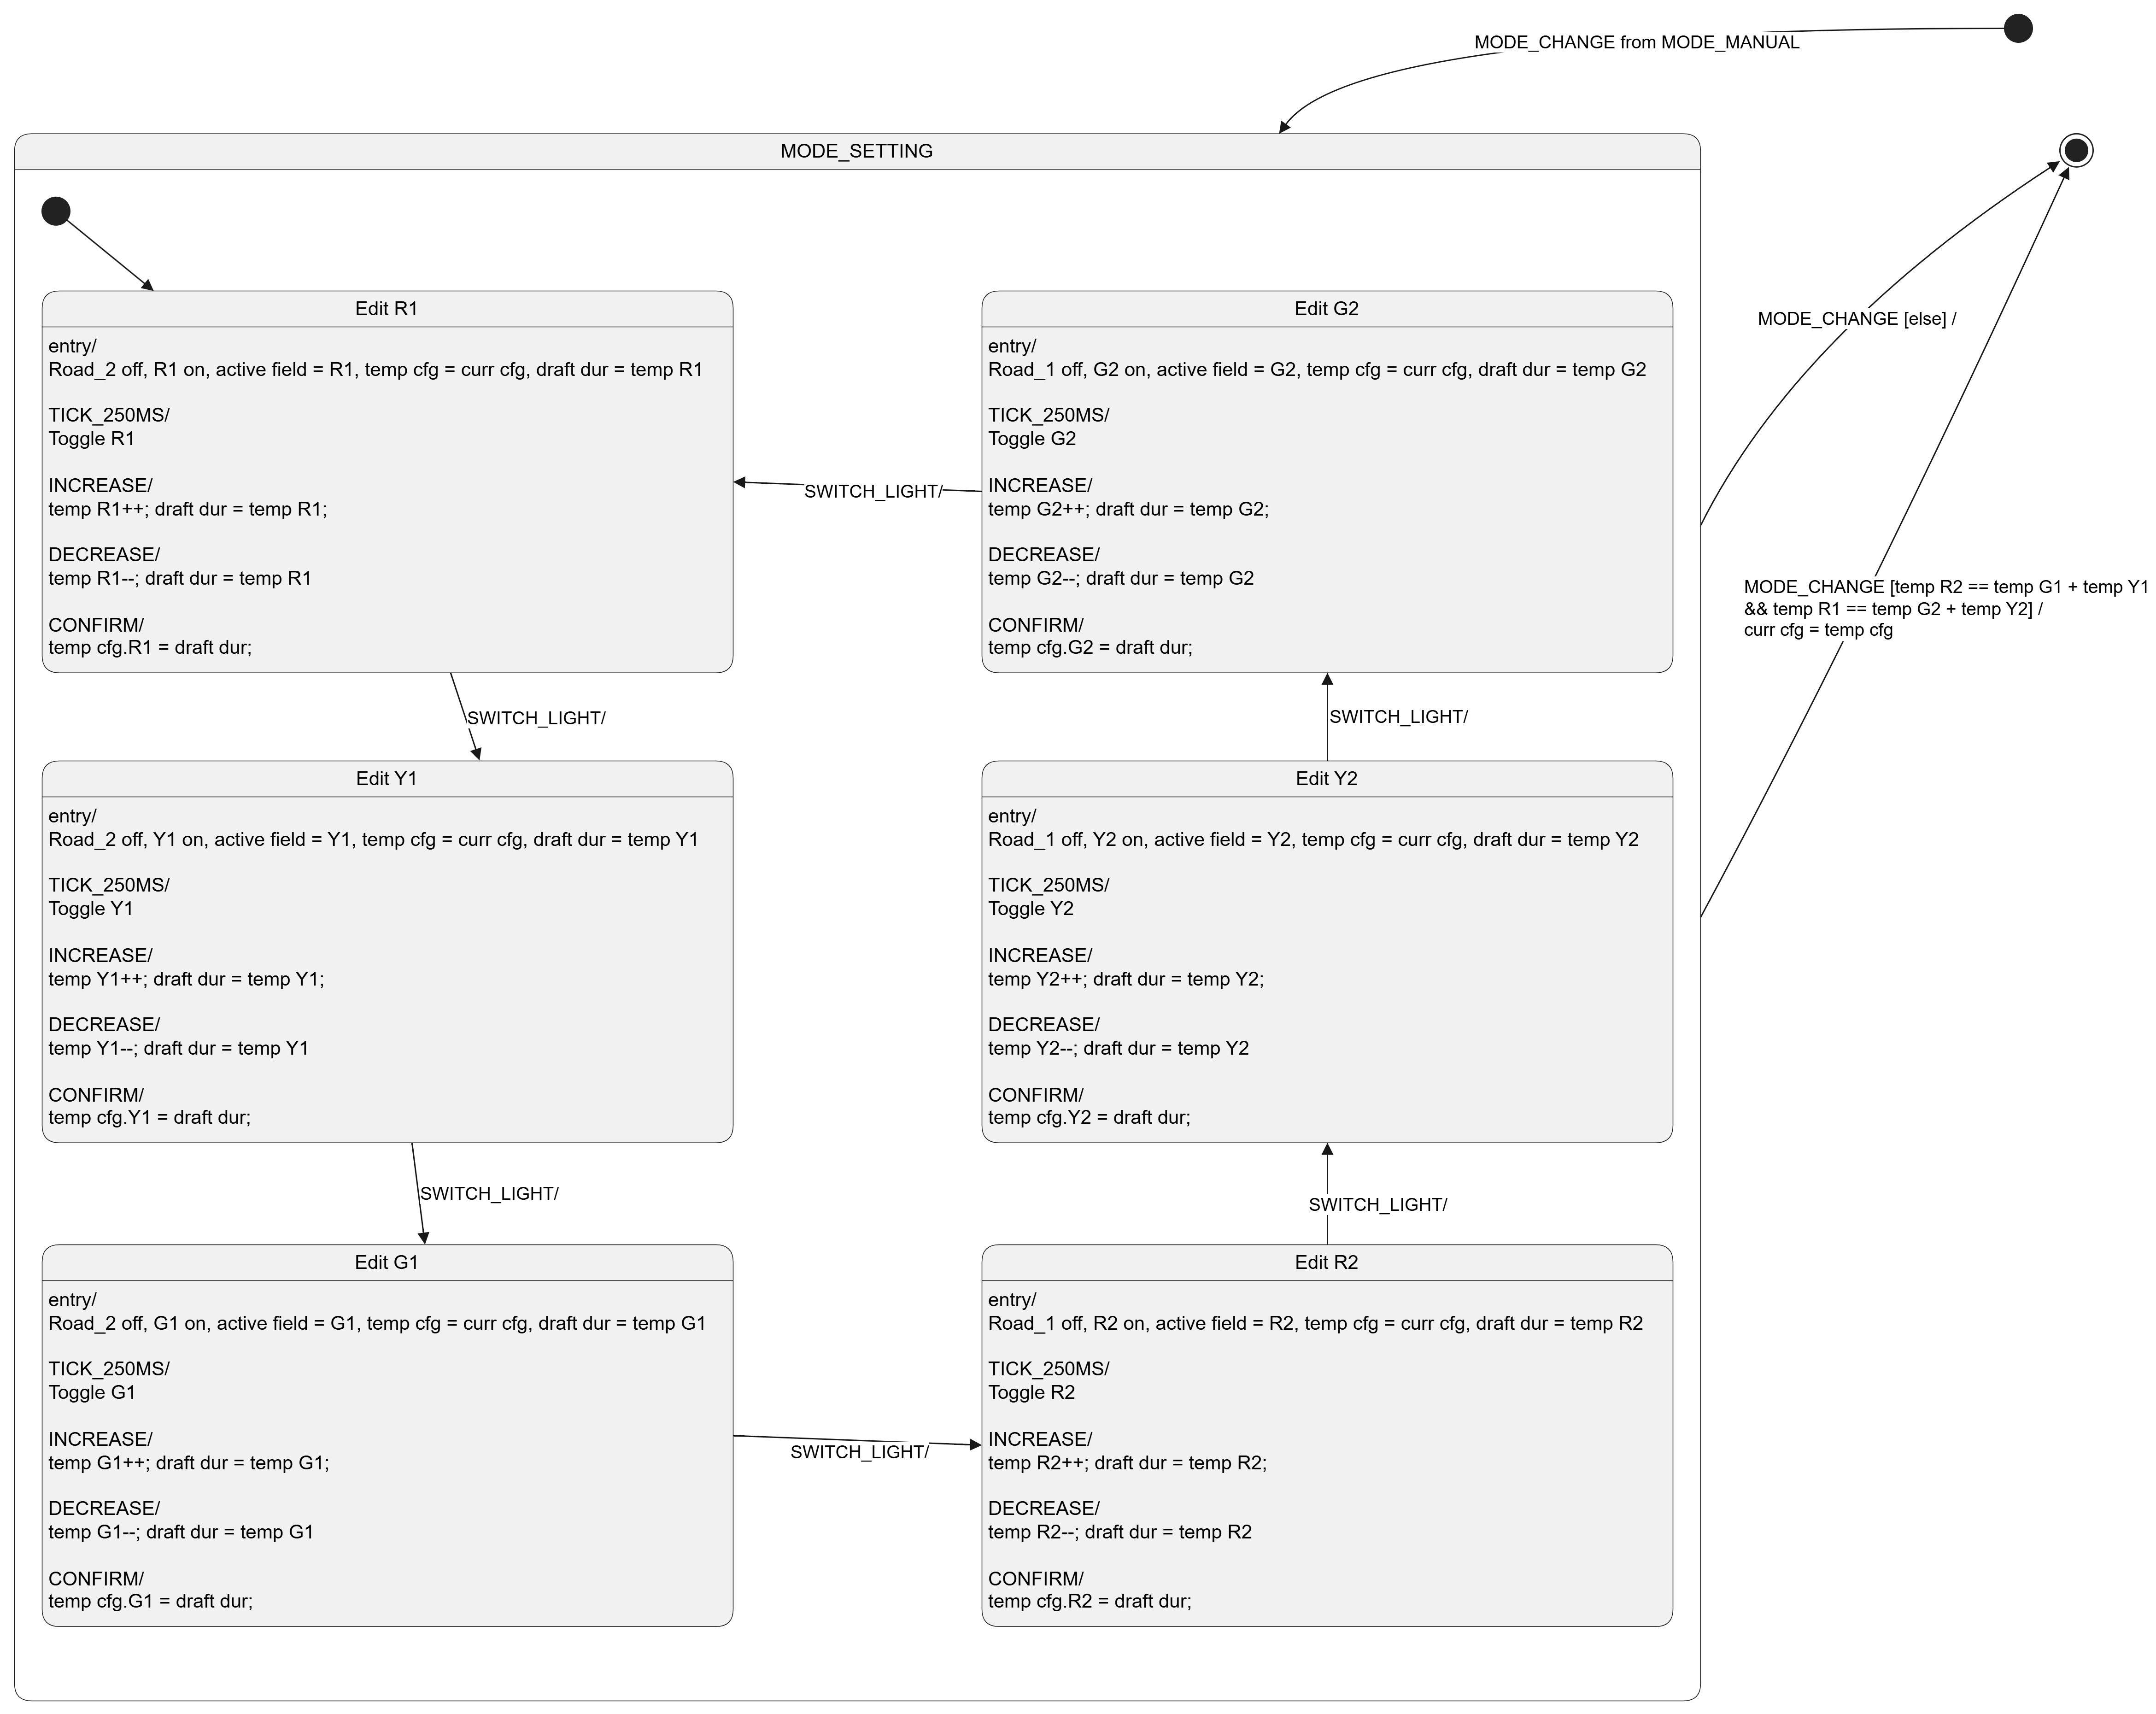 MODE_CHANGE from MODE_MANUAL
MODE_SETTING
Edit R1
entry/
Road_2 off, R1 on, active field = R1, temp cfg = curr cfg, draft dur = temp R1
TICK_250MS/
Toggle R1
INCREASE/
temp R1++; draft dur = temp R1;
DECREASE/
temp R1--; draft dur = temp R1
CONFIRM/
temp cfg.R1 = draft dur;
SWITCH_LIGHT/
Edit G2
entry/
Road_1 off, G2 on, active field = G2, temp cfg = curr cfg, draft dur = temp G2
TICK_250MS/
Toggle G2
INCREASE/
temp G2++; draft dur = temp G2;
DECREASE/
temp G2--; draft dur = temp G2
CONFIRM/
temp cfg.G2 = draft dur;
MODE_CHANGE [else] /
MODE_CHANGE [temp R2 == temp G1 + temp Y1
&& temp R1 == temp G2 + temp Y2] /
curr cfg = temp cfg
SWITCH_LIGHT/
SWITCH_LIGHT/
Edit Y1
entry/
Road_2 off, Y1 on, active field = Y1, temp cfg = curr cfg, draft dur = temp Y1
TICK_250MS/
Toggle Y1
INCREASE/
temp Y1++; draft dur = temp Y1;
DECREASE/
temp Y1--; draft dur = temp Y1
CONFIRM/
temp cfg.Y1 = draft dur;
Edit Y2
entry/
Road_1 off, Y2 on, active field = Y2, temp cfg = curr cfg, draft dur = temp Y2
TICK_250MS/
Toggle Y2
INCREASE/
temp Y2++; draft dur = temp Y2;
DECREASE/
temp Y2--; draft dur = temp Y2
CONFIRM/
temp cfg.Y2 = draft dur;
SWITCH_LIGHT/
SWITCH_LIGHT/
Edit G1
entry/
Road_2 off, G1 on, active field = G1, temp cfg = curr cfg, draft dur = temp G1
TICK_250MS/
Toggle G1
INCREASE/
temp G1++; draft dur = temp G1;
DECREASE/
temp G1--; draft dur = temp G1
CONFIRM/
temp cfg.G1 = draft dur;
SWITCH_LIGHT/
Edit R2
entry/
Road_1 off, R2 on, active field = R2, temp cfg = curr cfg, draft dur = temp R2
TICK_250MS/
Toggle R2
INCREASE/
temp R2++; draft dur = temp R2;
DECREASE/
temp R2--; draft dur = temp R2
CONFIRM/
temp cfg.R2 = draft dur;